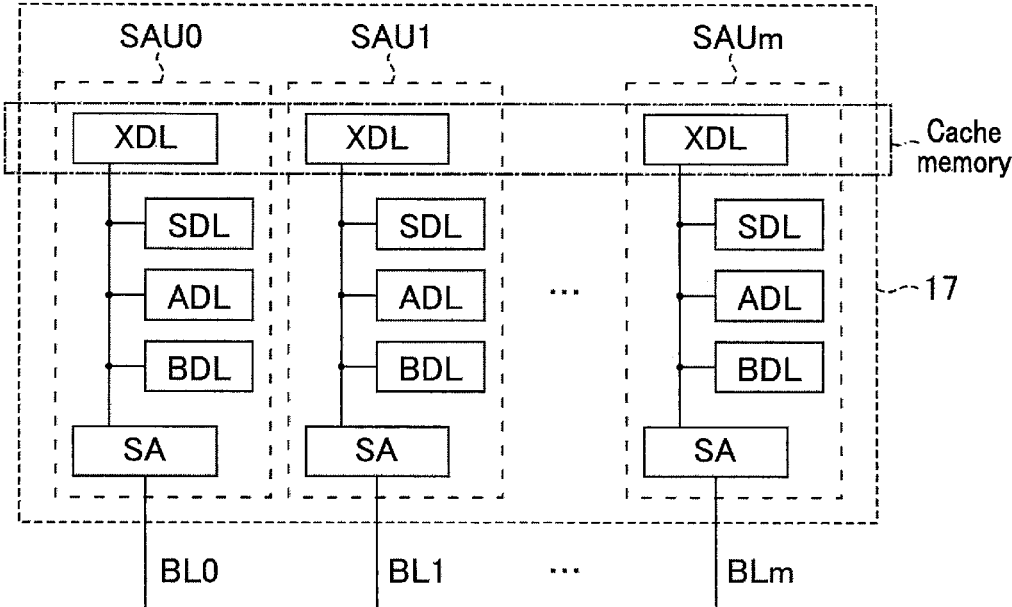 SAU0 SAU1 SAUm
XDL XDL XDL Cache memory
SDL SDL SDL
ADL ADL ... ADL 17
BDL BDL BDL
SA SA SA
BL0 BL1 ... BLm